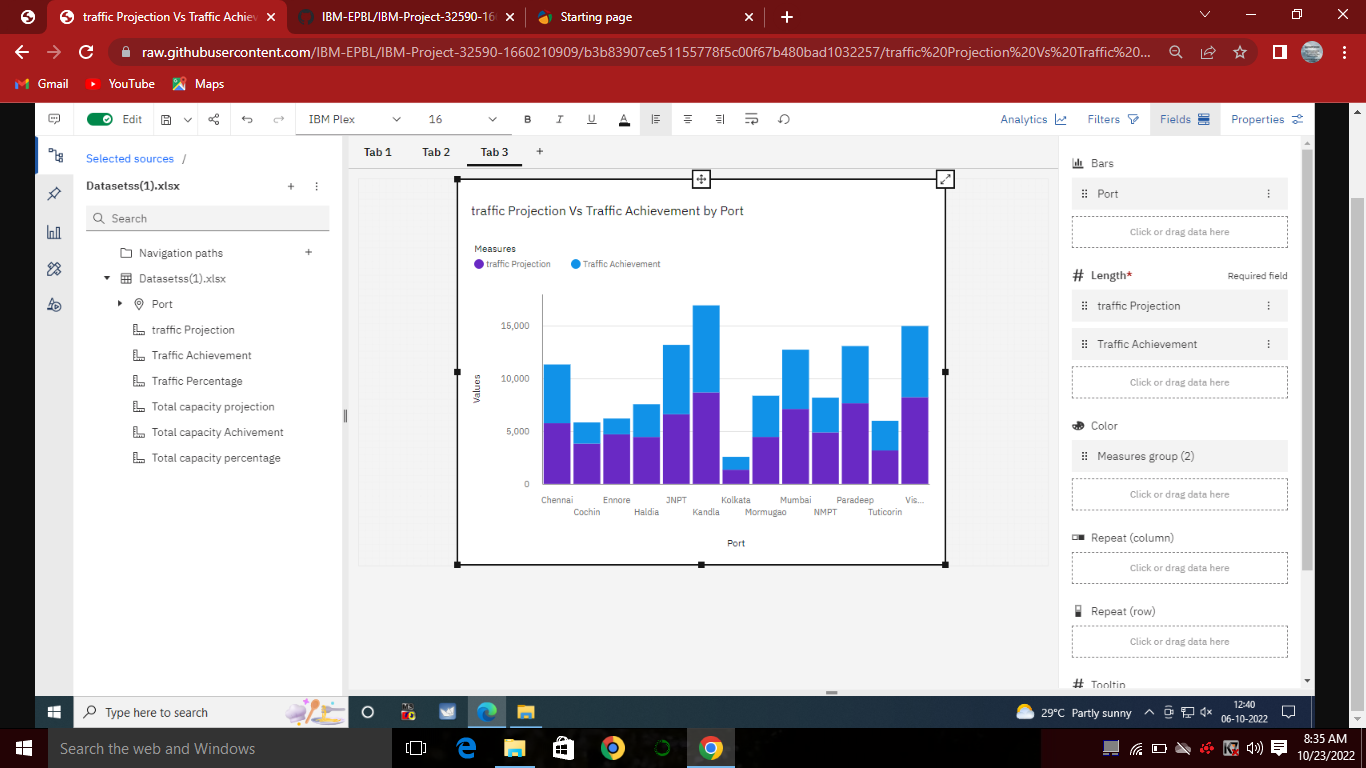 traffic Projection Vs Traffic Achiev
IBM-EPBL/IBM-Project-32590-16
Starting page
raw.githubusercontent.com/IBM-EPBL/IBM-Project-32590-1660210909/b3b83907ce51155778f5c00f67b480bad1032257/traffic%20Projection%20Vs%20Traffic%20...
Gmail YouTube Maps
Edit IBM Plex 16 B I U A Analytics Filters Fields Properties
Selected sources /
Datasetss(1).xlsx
Search
Navigation paths
Datasetss(1).xlsx
Port
traffic Projection
Traffic Achievement
Traffic Percentage
Total capacity projection
Total capacity Achivement
Total capacity percentage
Tab 1 Tab 2 Tab 3 +
traffic Projection Vs Traffic Achievement by Port
Measures
traffic Projection Traffic Achievement
15,000
10,000
5,000
0
Values
Chennai Ennore JNPT Kolkata Mumbai Paradeep Vis...
Cochin Haldia Kandla Mormugao NMPT Tuticorin
Port
Bars
Port
Click or drag data here
Length* Required field
traffic Projection
Traffic Achievement
Click or drag data here
Color
Measures group (2)
Click or drag data here
Repeat (column)
Click or drag data here
Repeat (row)
Click or drag data here
Tooltip
Type here to search
29°C Partly sunny
12:40
06-10-2022
Search the web and Windows
8:35 AM
10/23/2022